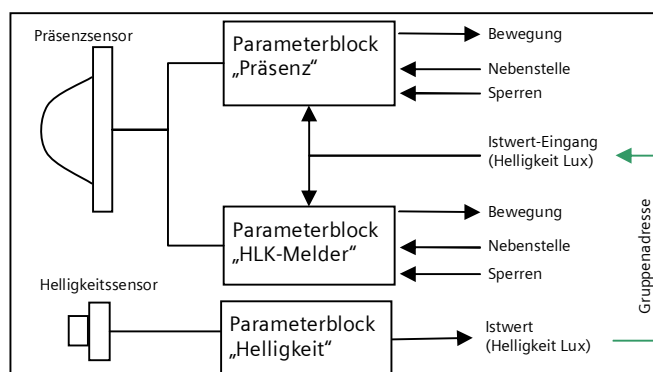 Präsenzsensor
Parameterblock
„Präsenz“
Bewegung
Nebenstelle
Sperren
Istwert-Eingang
(Helligkeit Lux)
Parameterblock
„HLK-Melder“
Bewegung
Nebenstelle
Sperren
Helligkeitssensor
Parameterblock
„Helligkeit“
Istwert
(Helligkeit Lux)
Gruppenadresse